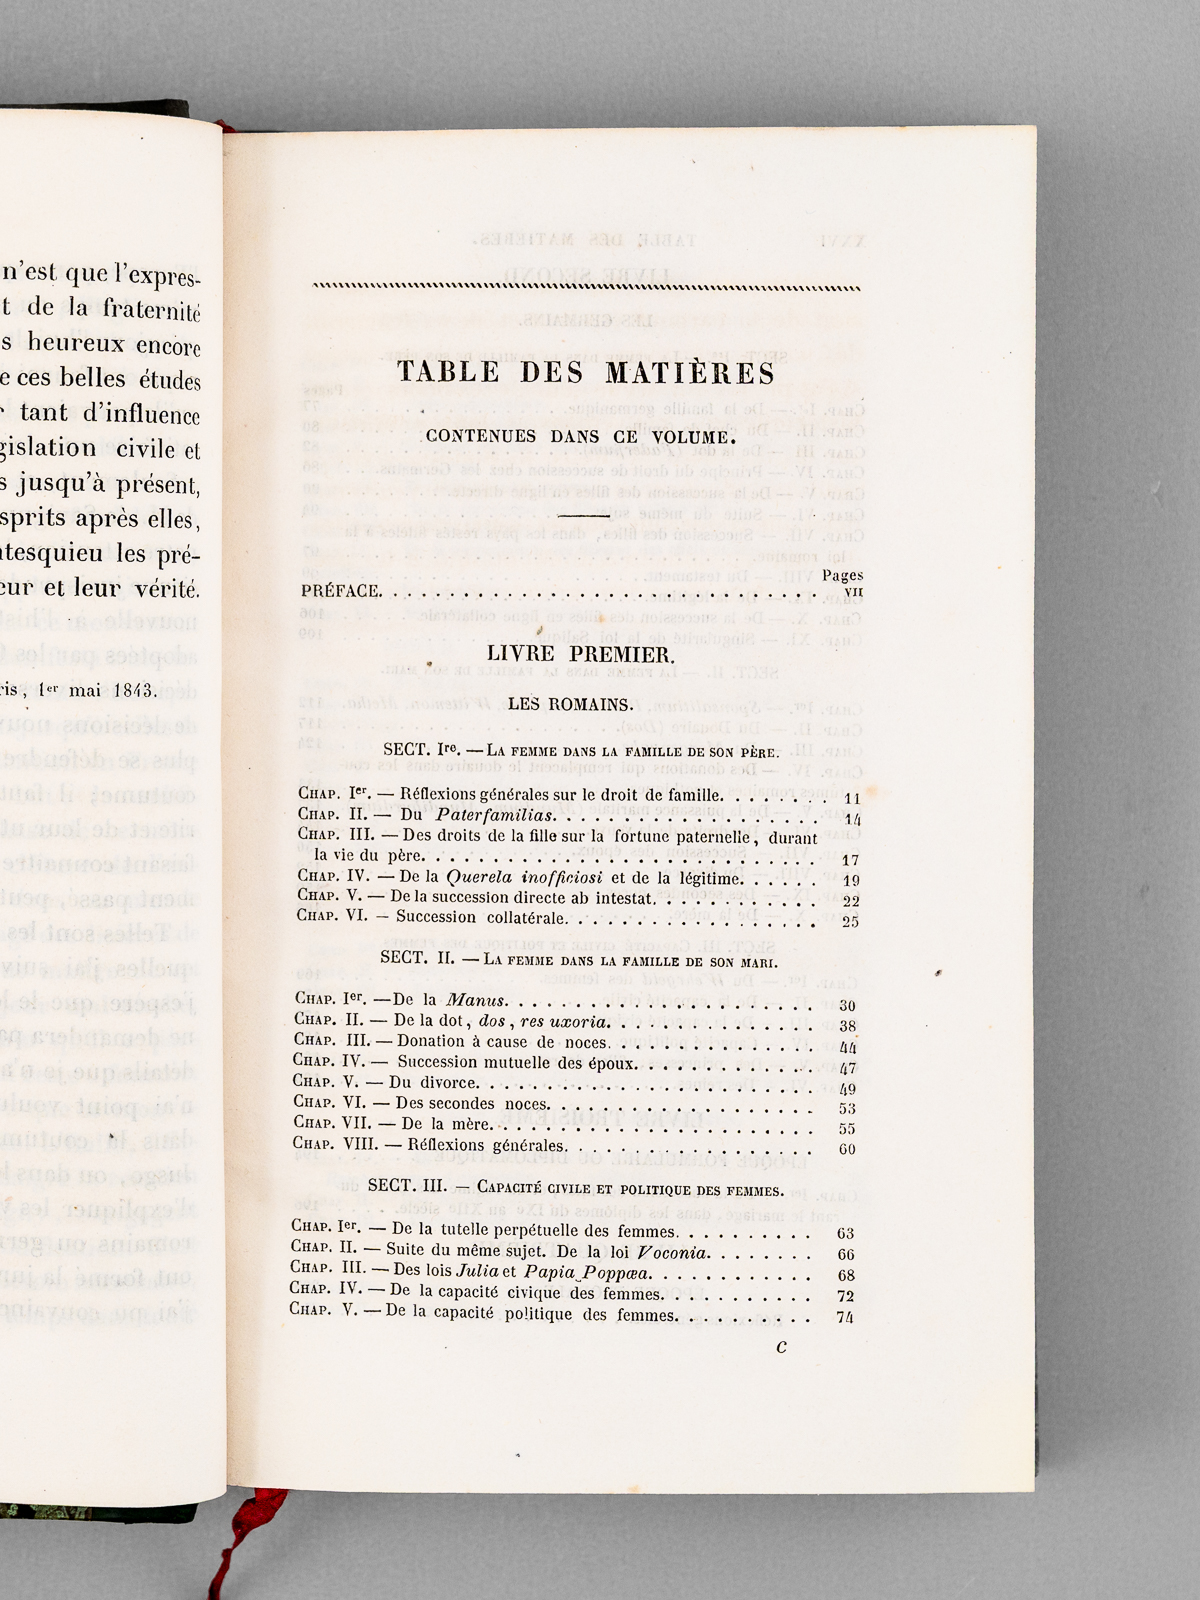 n'est que l'expres-
t de la fraternité
s heureux encore
e ces belles études
tant d'influence
gislation civile et
s jusqu'à présent,
sprits après elles,
ntesquieu les pré-
eur et leur vérité.
ris, 1er mai 1843.
TABLE DES MATIÈRES
CONTENUES DANS CE VOLUME.
Pages
PRÉFACE. . . . . . . . . . . . . . . . . . . . . . . . . . . . . . VII
LIVRE PREMIER.
LES ROMAINS.
SECT. Ire. — LA FEMME DANS LA FAMILLE DE SON PÈRE.
CHAP. Ier. — Réflexions générales sur le droit de famille. . . . . . . . 11
CHAP. II. — Du Paterfamilias. . . . . . . . . . . . . . . . . . . . 14
CHAP. III. — Des droits de la fille sur la fortune paternelle, durant
la vie du père. . . . . . . . . . . . . . . . . . . . . . . . . . . 17
CHAP. IV. — De la Querela inofficiosi et de la légitime. . . . . . 19
CHAP. V. — De la succession directe ab intestat. . . . . . . . . . . 22
CHAP. VI. — Succession collatérale. . . . . . . . . . . . . . . . . 25
SECT. II. — LA FEMME DANS LA FAMILLE DE SON MARI.
CHAP. Ier. — De la Manus. . . . . . . . . . . . . . . . . . . . . . 30
CHAP. II. — De la dot, dos, res uxoria. . . . . . . . . . . . . . . 38
CHAP. III. — Donation à cause de noces. . . . . . . . . . . . . . . 44
CHAP. IV. — Succession mutuelle des époux. . . . . . . . . . . . . 47
CHAP. V. — Du divorce. . . . . . . . . . . . . . . . . . . . . . . . 49
CHAP. VI. — Des secondes noces. . . . . . . . . . . . . . . . . . . 53
CHAP. VII. — De la mère. . . . . . . . . . . . . . . . . . . . . . . 55
CHAP. VIII. — Réflexions générales. . . . . . . . . . . . . . . . . 60
SECT. III. — CAPACITÉ CIVILE ET POLITIQUE DES FEMMES.
CHAP. Ier. — De la tutelle perpétuelle des femmes. . . . . . . . . . 63
CHAP. II. — Suite du même sujet. De la loi Voconia. . . . . . . . 66
CHAP. III. — Des lois Julia et Papia Poppæa. . . . . . . . . . . . 68
CHAP. IV. — De la capacité civique des femmes. . . . . . . . . . . 72
CHAP. V. — De la capacité politique des femmes. . . . . . . . . . 74
c